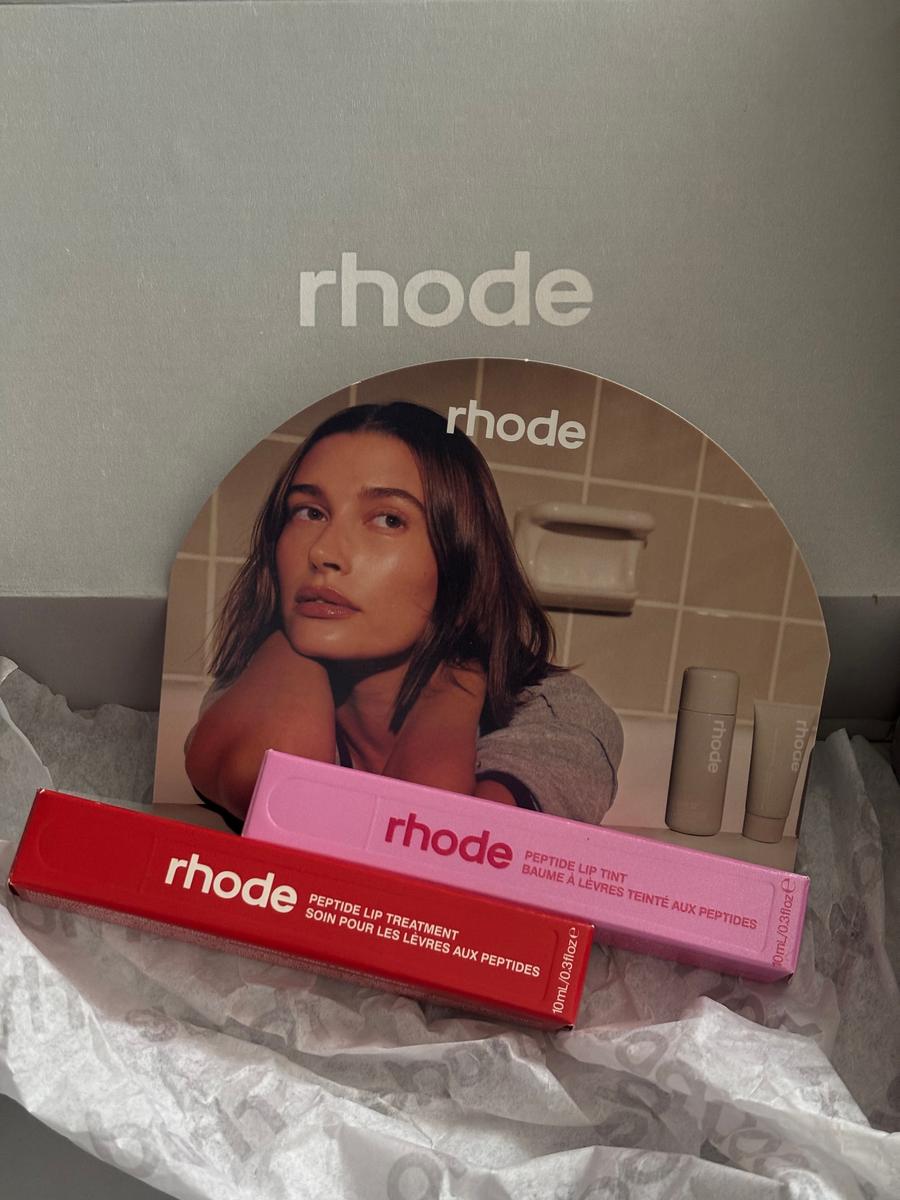 rhode
rhode
rhode
rhode
rhode
PEPTIDE LIP TINT
BAUME À LÈVRES TEINTÉ AUX PEPTIDES
10mL/0.3fl oz ℮
rhode
PEPTIDE LIP TREATMENT
SOIN POUR LES LÈVRES AUX PEPTIDES
10mL/0.3fl oz ℮